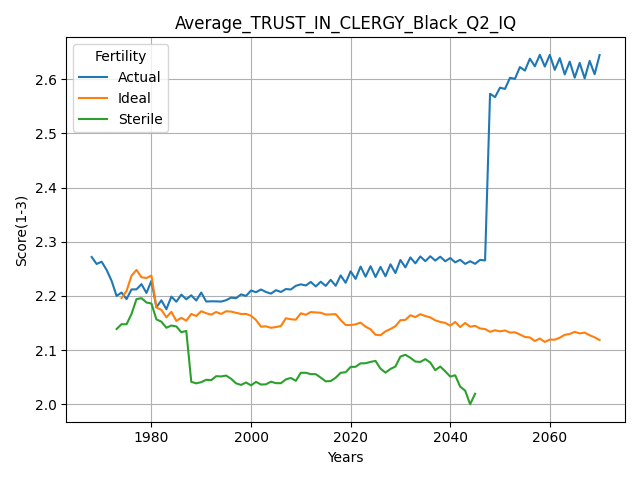 Average_TRUST_IN_CLERGY_Black_Q2_IQ
Fertility
Actual
Ideal
Sterile
Score(1-3)
2.6
2.5
2.4
2.3
2.2
2.1
2.0
1980
2000
2020
2040
2060
Years